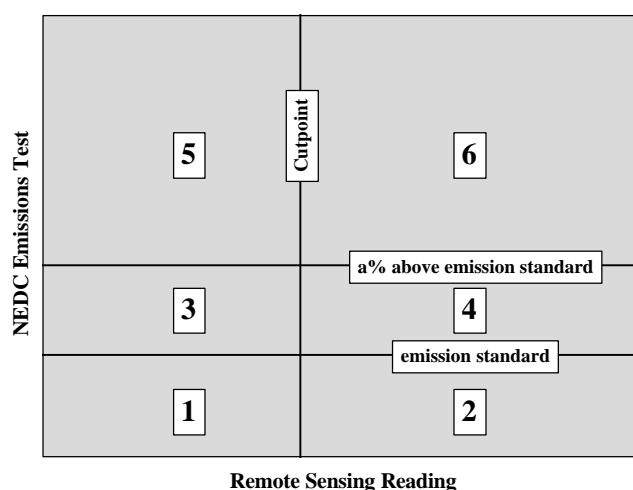 NEDC Emissions Test
Cutpoint
5
6
a% above emission standard
3
4
emission standard
1
2
Remote Sensing Reading